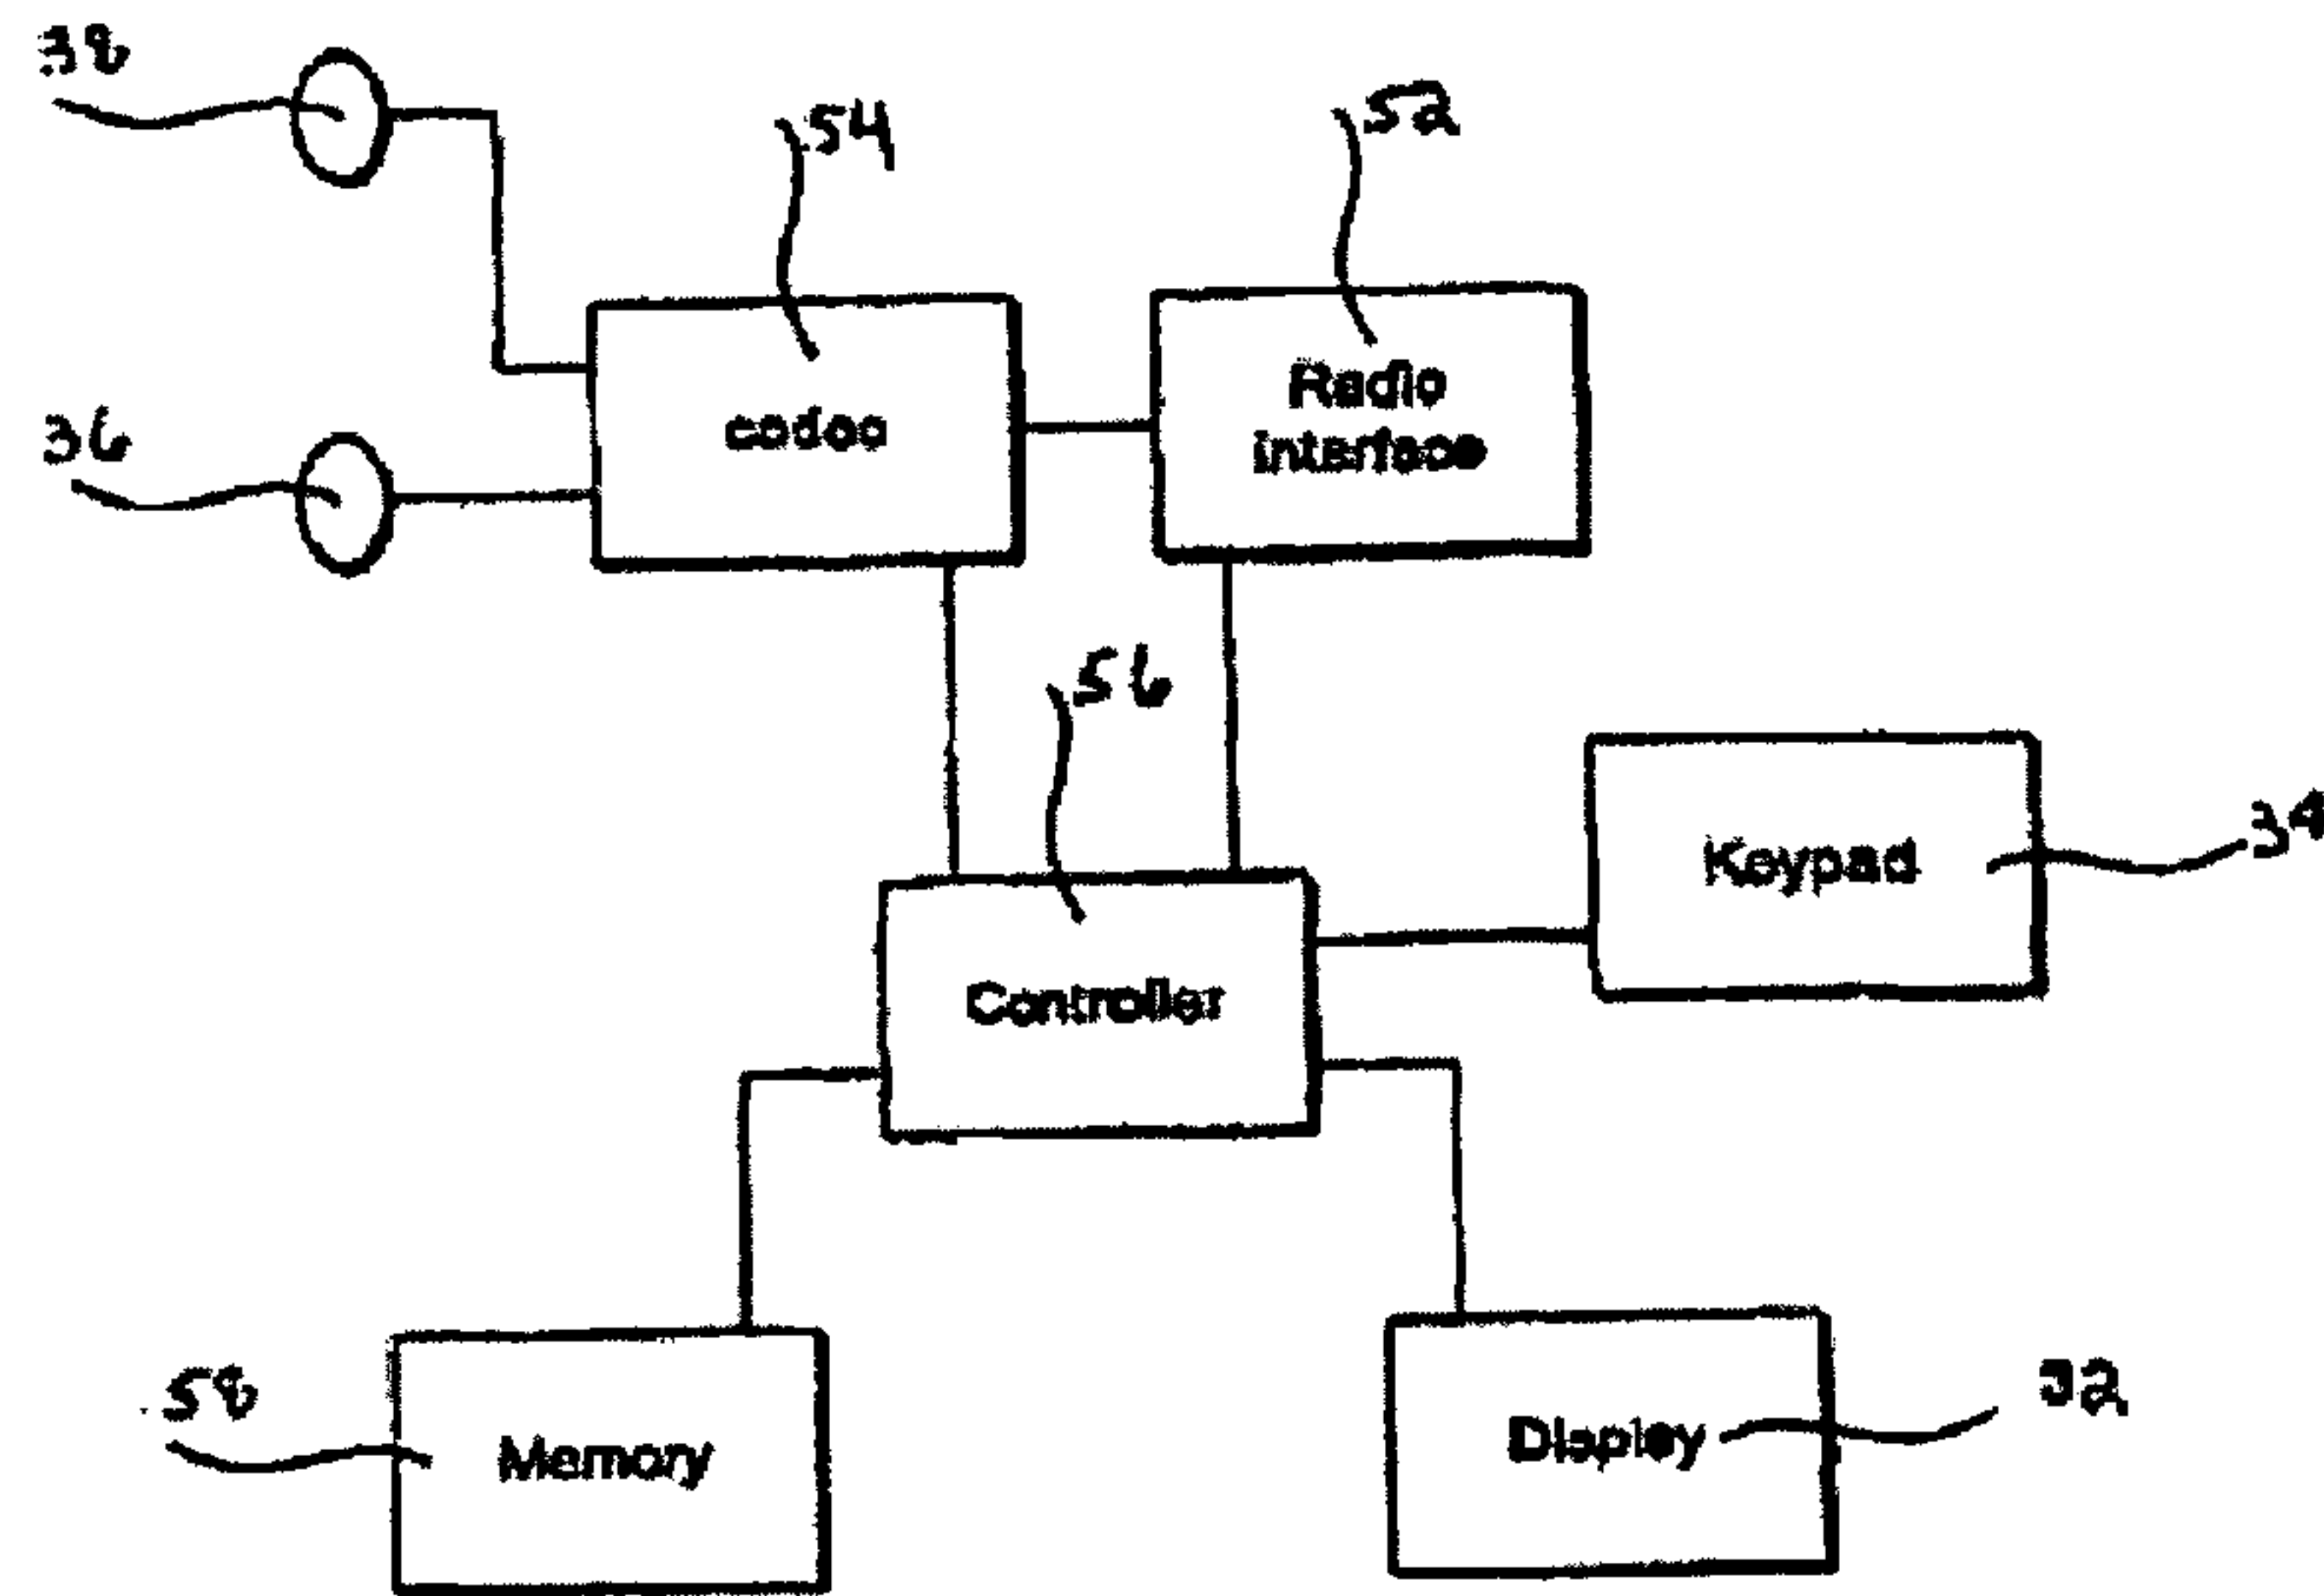 38
54
52
codec
Radio
interface
36
56
Keypad
34
Controller
58
Memory
Display
32